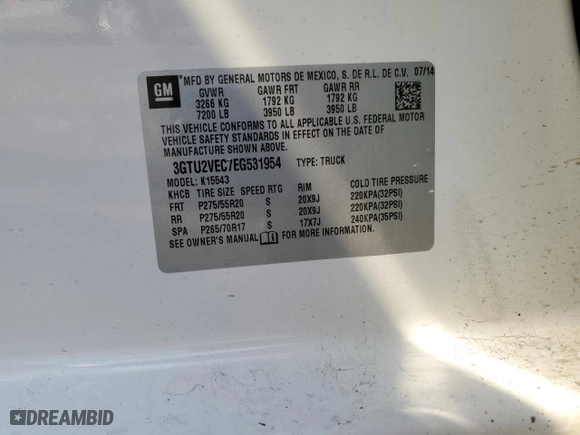 GM
*MFD BY GENERAL MOTORS DE MEXICO, S. DE R.L. DE C.V. 07/14
GVWR GAWR FRT GAWR RR
3266 KG 1792 KG 1792 KG
7200 LB 3950 LB 3950 LB
THIS VEHICLE CONFORMS TO ALL APPLICABLE U.S. FEDERAL MOTOR
VEHICLE SAFETY STANDARDS IN EFFECT ON THE DATE OF
MANUFACTURE SHOWN ABOVE.
3GTU2VEC7EG531954 TYPE: TRUCK
MODEL: K15543
KHCB TIRE SIZE SPEED RTG RIM COLD TIRE PRESSURE
FRT P275/55R20 S 20X9J 220KPA(32PSI)
RR P275/55R20 S 20X9J 220KPA(32PSI)
SPA P265/70R17 S 17X7J 240KPA(35PSI)
SEE OWNER'S MANUAL FOR MORE INFORMATION.
DREAMBID